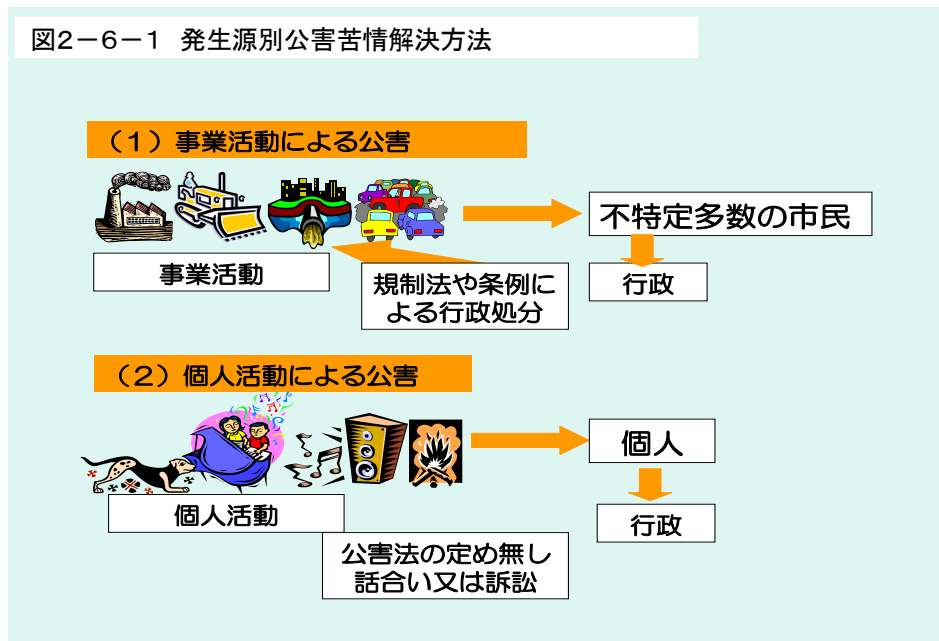 図2-6-1 発生源別公害苦情解決方法
(1)事業活動による公害
不特定多数の市民
事業活動
規制法や条例に
よる行政処分
行政
(2)個人活動による公害
個人
個人活動
行政
公害法の定め無し
話合い又は訴訟